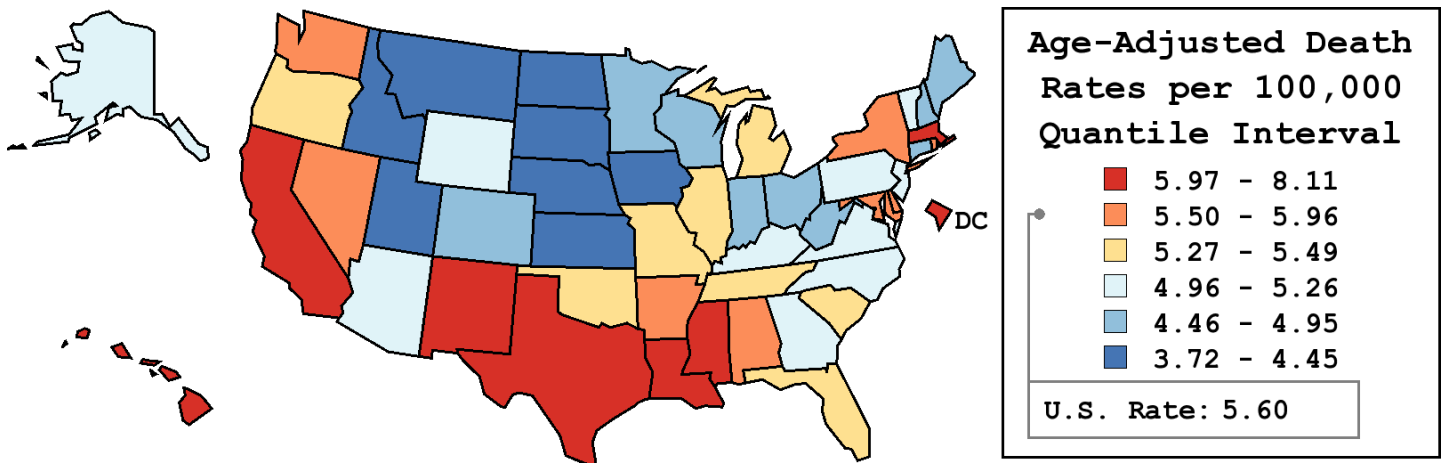 Age-Adjusted Death
Rates per 100,000
Quantile Interval
5.97 - 8.11
5.50 - 5.96
5.27 - 5.49
4.96 - 5.26
4.46 - 4.95
3.72 - 4.45
U.S. Rate: 5.60
DC